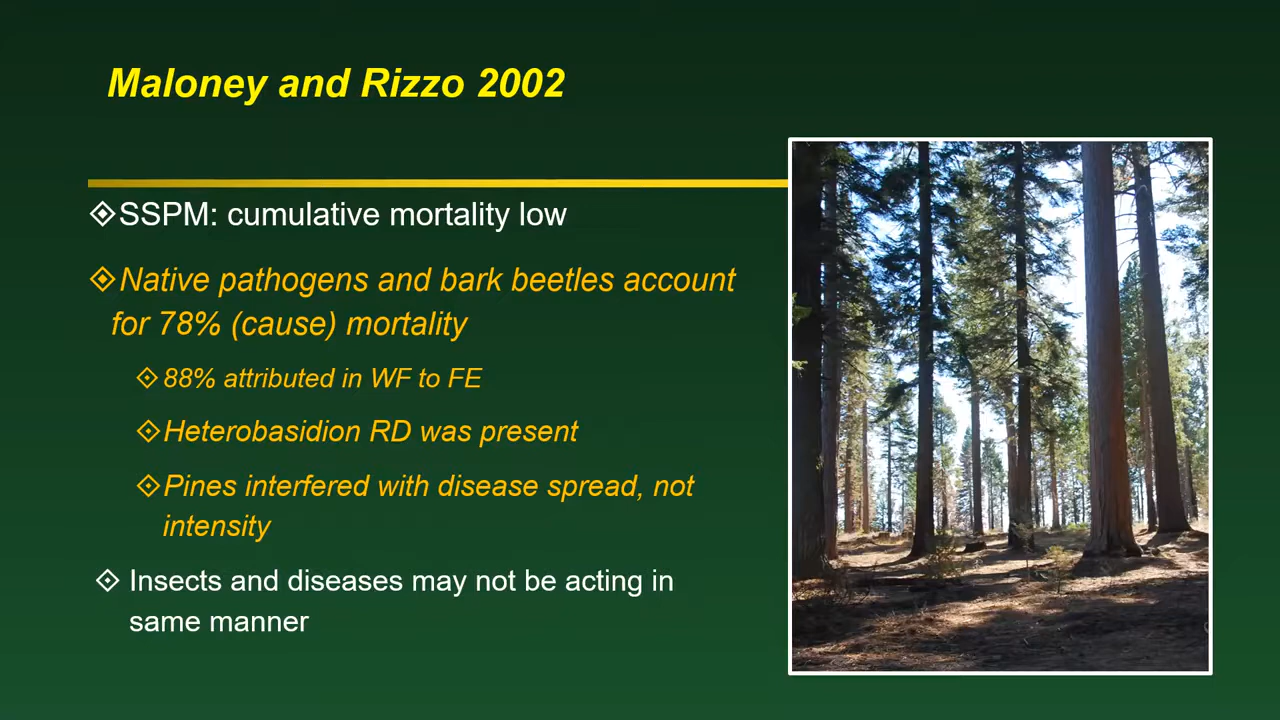 Maloney and Rizzo 2002
SSPM: cumulative mortality low
Native pathogens and bark beetles account
for 78% (cause) mortality
88% attributed in WF to FE
Heterobasidion RD was present
Pines interfered with disease spread, not
intensity
Insects and diseases may not be acting in
same manner